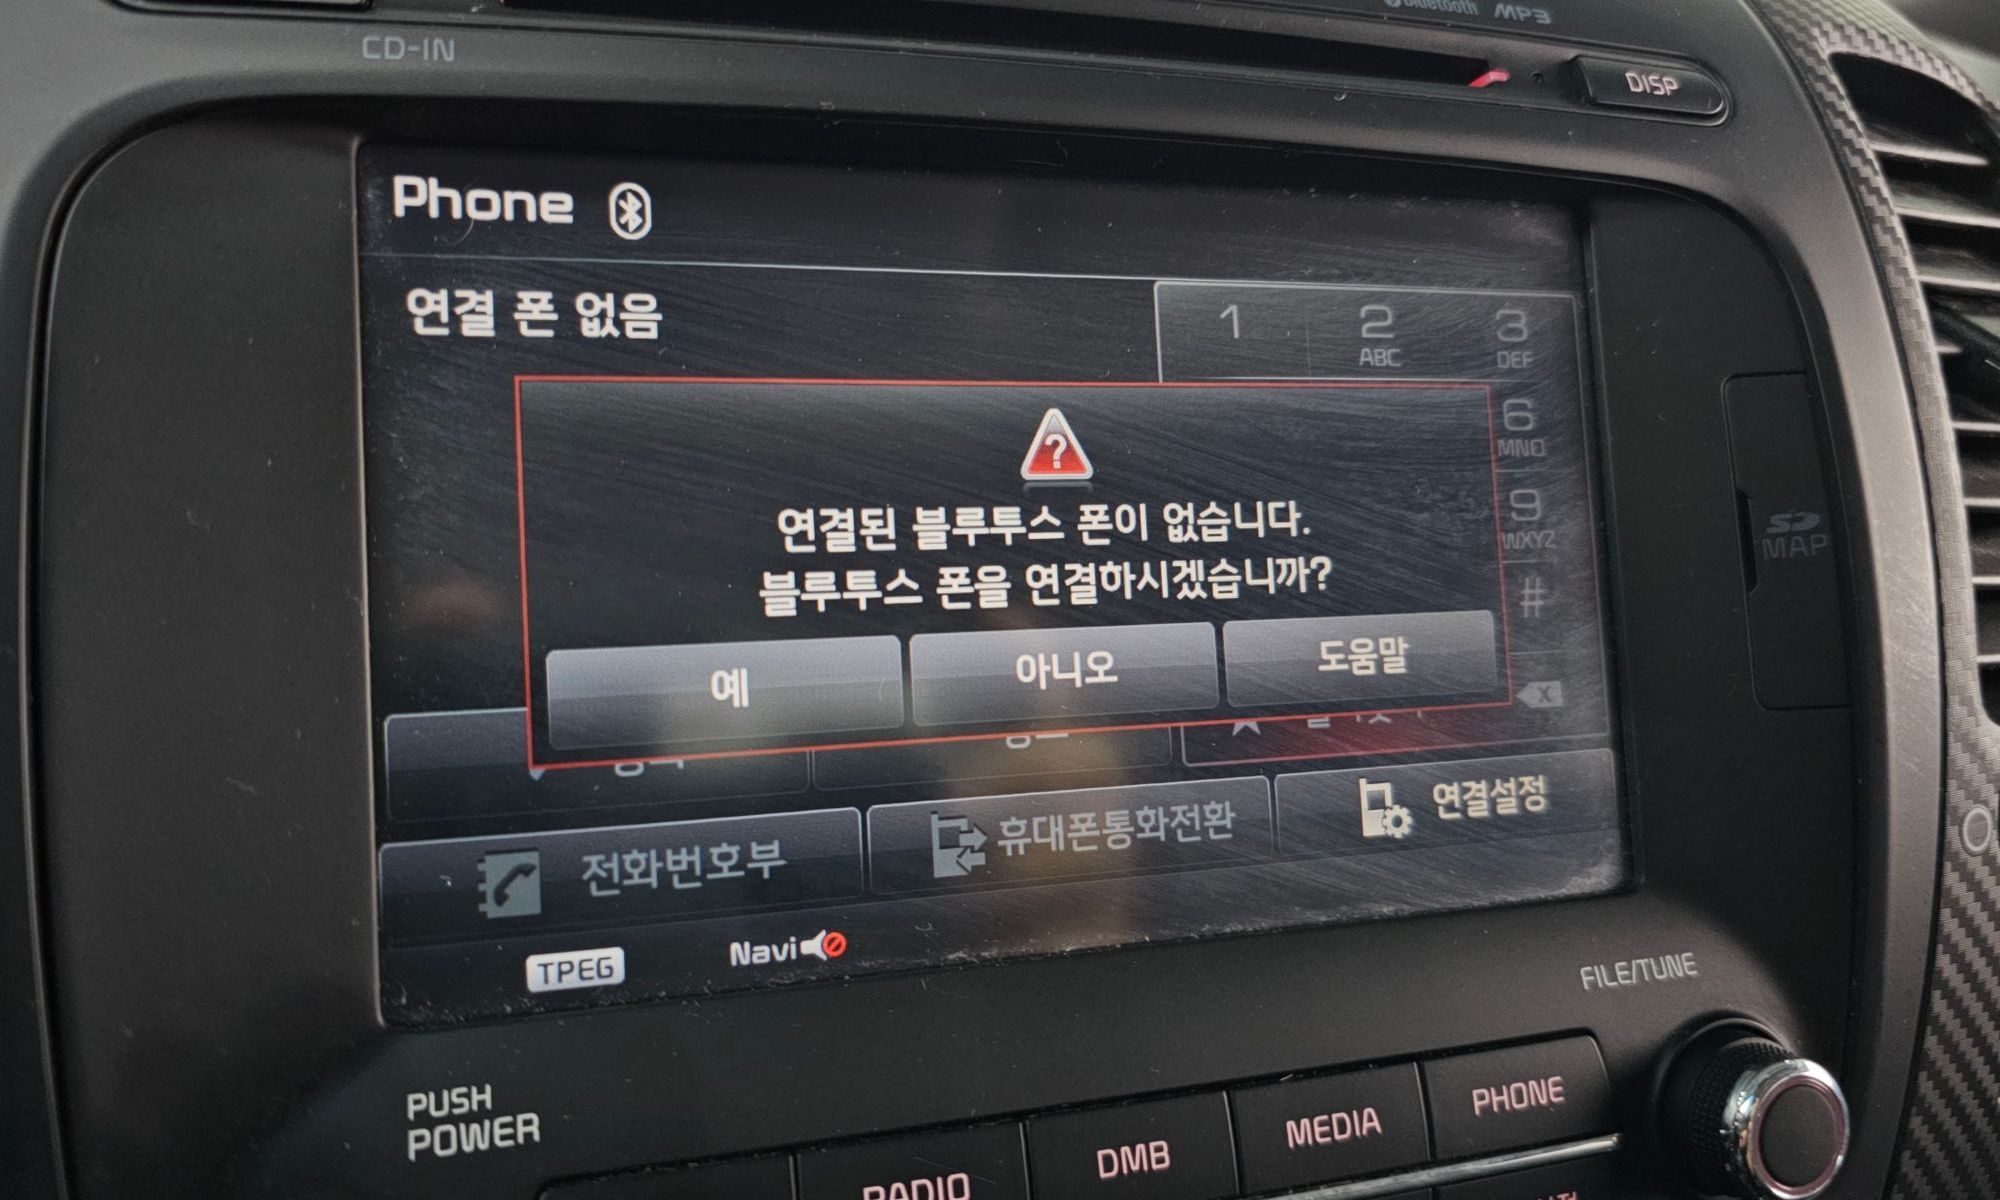 Bluetooth MP3
CD-IN
DISP
Phone
연결 폰 없음
1
2
ABC
3
DEF
6
MNO
9
WXYZ
#
연결된 블루투스 폰이 없습니다.
블루투스 폰을 연결하시겠습니까?
예
아니오
도움말
전화번호부
휴대폰통화전환
연결설정
TPEG
Navi
SD
MAP
FILE/TUNE
PUSH
POWER
RADIO
DMB
MEDIA
PHONE